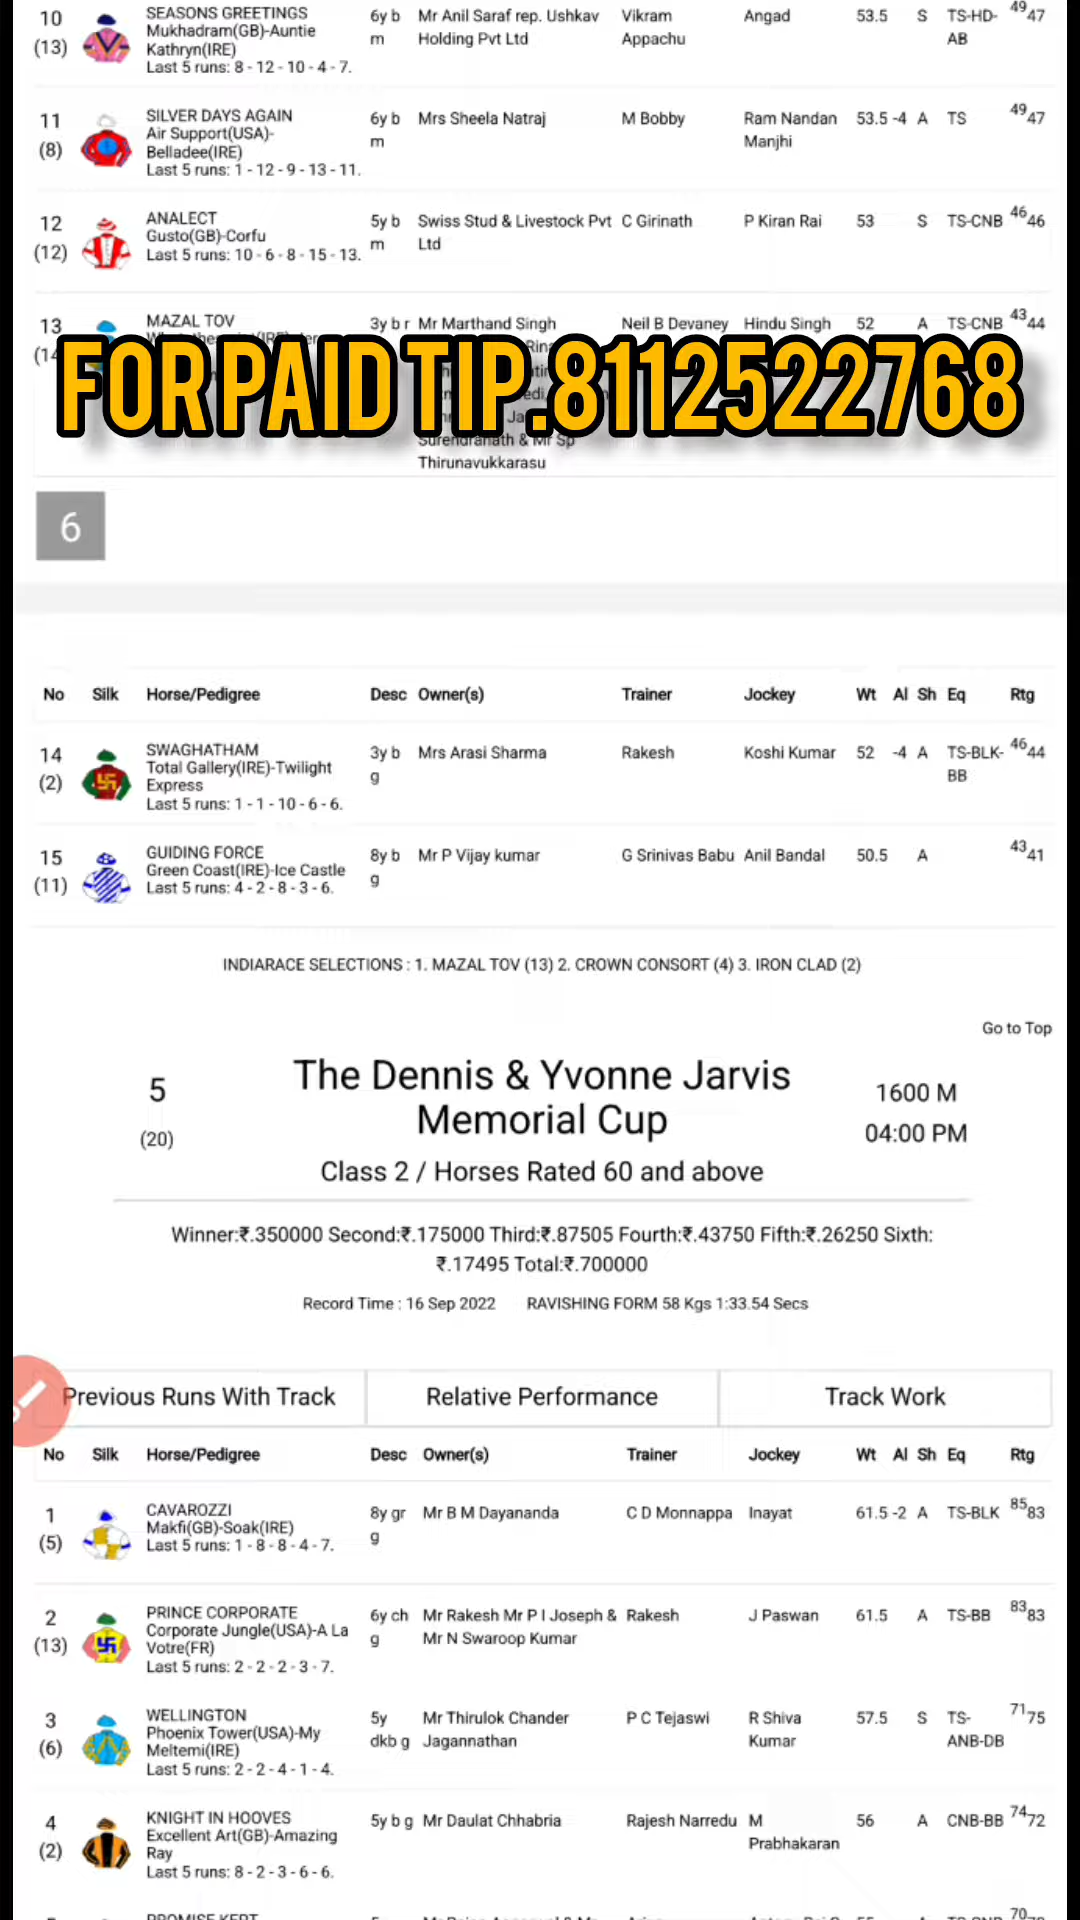 10 SEASONS GREETINGS 6y b Mr Anil Saraf rep. Ushkav Vikram Angad 53.5 S TS-HD- 49 47
(13) Mukhadram(GB)-Auntie m Holding Pvt Ltd Appachu AB
Kathryn(IRE)
Last 5 runs: 8 - 12 - 10 - 4 - 7.
11 SILVER DAYS AGAIN 6y b Mrs Sheela Natraj M Bobby Ram Nandan 53.5 -4 A TS 49 47
(8) Air Support(USA)- m Manjhi
Belladee(IRE)
Last 5 runs: 1 - 12 - 9 - 13 - 11.
12 ANALECT 5y b Swiss Stud & Livestock Pvt C Girinath P Kiran Rai 53 S TS-CNB 46 46
(12) Gusto(GB)-Corfu m Ltd
Last 5 runs: 10 - 6 - 8 - 15 - 13.
13 MAZAL TOV 3y b r Mr Marthand Singh Neil B Devaney Hindu Singh 52 A TS-CNB 43 44
FOR PAID TIP.8112522768
Surendranath & Mr Sp
Thirunavukkarasu
6
No Silk Horse/Pedigree Desc Owner(s) Trainer Jockey Wt Al Sh Eq Rtg
14 SWAGHATHAM 3y b Mrs Arasi Sharma Rakesh Koshi Kumar 52 -4 A TS-BLK- 46 44
(2) Total Gallery(IRE)-Twilight g BB
Express
Last 5 runs: 1 - 1 - 10 - 6 - 6.
15 GUIDING FORCE 8y b Mr P Vijay kumar G Srinivas Babu Anil Bandal 50.5 A 43 41
(11) Green Coast(IRE)-Ice Castle g
Last 5 runs: 4 - 2 - 8 - 3 - 6.
INDIARACE SELECTIONS : 1. MAZAL TOV (13) 2. CROWN CONSORT (4) 3. IRON CLAD (2)
Go to Top
5 The Dennis & Yvonne Jarvis 1600 M
(20) Memorial Cup 04:00 PM
Class 2 / Horses Rated 60 and above
Winner:₹.350000 Second:₹.175000 Third:₹.87505 Fourth:₹.43750 Fifth:₹.26250 Sixth:
₹.17495 Total:₹.700000
Record Time : 16 Sep 2022 RAVISHING FORM 58 Kgs 1:33.54 Secs
Previous Runs With Track Relative Performance Track Work
No Silk Horse/Pedigree Desc Owner(s) Trainer Jockey Wt Al Sh Eq Rtg
1 CAVAROZZI 8y gr Mr B M Dayananda C D Monnappa Inayat 61.5 -2 A TS-BLK 85 83
(5) Makfi(GB)-Soak(IRE) g
Last 5 runs: 1 - 8 - 8 - 4 - 7.
2 PRINCE CORPORATE 6y ch Mr Rakesh Mr P I Joseph & Rakesh J Paswan 61.5 A TS-BB 83 83
(13) Corporate Jungle(USA)-A La g Mr N Swaroop Kumar
Votre(FR)
Last 5 runs: 2 - 2 - 2 - 3 - 7.
3 WELLINGTON 5y Mr Thirulok Chander P C Tejaswi R Shiva 57.5 S TS- 71 75
(6) Phoenix Tower(USA)-My dkb g Jagannathan Kumar ANB-DB
Meltemi(IRE)
Last 5 runs: 2 - 2 - 4 - 1 - 4.
4 KNIGHT IN HOOVES 5y b g Mr Daulat Chhabria Rajesh Narredu M 56 A CNB-BB 74 72
(2) Excellent Art(GB)-Amazing Prabhakaran
Ray
Last 5 runs: 8 - 2 - 3 - 6 - 6.
70